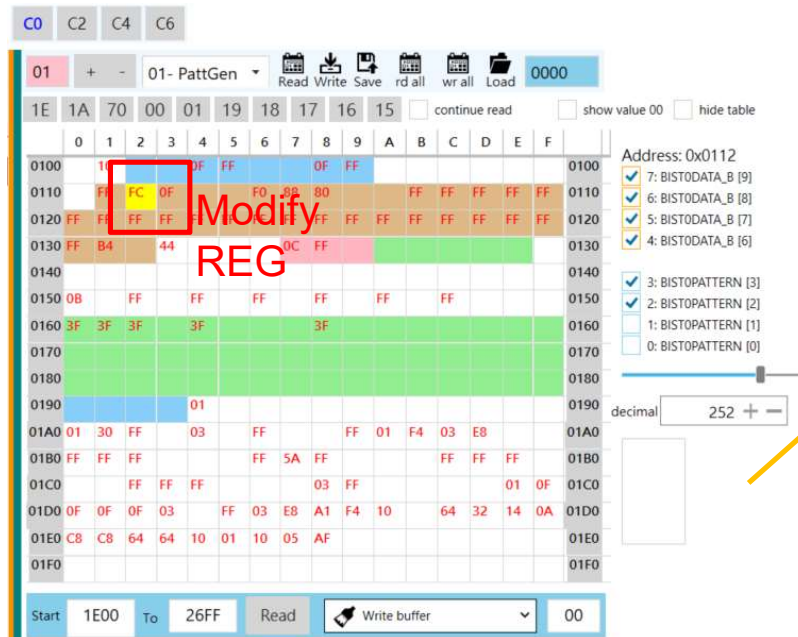 C0 C2 C4 C6
01 + - 01- PattGen Read Write Save rd all wr all Load 0000
1E 1A 70 00 01 19 18 17 16 15 continue read show value 00 hide table
0 1 2 3 4 5 6 7 8 9 A B C D E F
0100 10 0F FF 0F FF 0100
0110 FF FC 0F F0 88 80 FF FF FF FF FF 0110
0120 FF FF FF FF FF FF FF FF FF FF FF FF FF FF FF FF 0120
0130 FF B4 44 0C FF 0130
0140 0140
0150 0B FF FF FF FF FF FF 0150
0160 3F 3F 3F 3F 3F 0160
0170 0170
0180 0180
0190 01 0190
01A0 01 30 FF 03 FF FF 01 F4 03 E8 01A0
01B0 FF FF FF FF 5A FF FF FF FF 01B0
01C0 FF FF FF 03 FF 01 0F 01C0
01D0 0F 0F 0F 03 FF 03 E8 A1 F4 10 64 32 14 0A 01D0
01E0 C8 C8 64 64 10 01 10 05 AF 01E0
01F0 01F0
Modify
REG
Address: 0x0112
7: BIST0DATA_B [9]
6: BIST0DATA_B [8]
5: BIST0DATA_B [7]
4: BIST0DATA_B [6]
3: BIST0PATTERN [3]
2: BIST0PATTERN [2]
1: BIST0PATTERN [1]
0: BIST0PATTERN [0]
decimal 252 + −
Start 1E00 To 26FF Read Write buffer 00